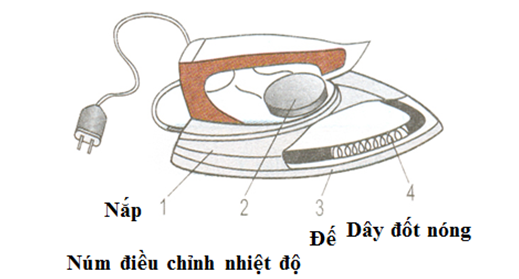 Nắp 1 2 3 4
Đế Dây đốt nóng
Núm điều chỉnh nhiệt độ